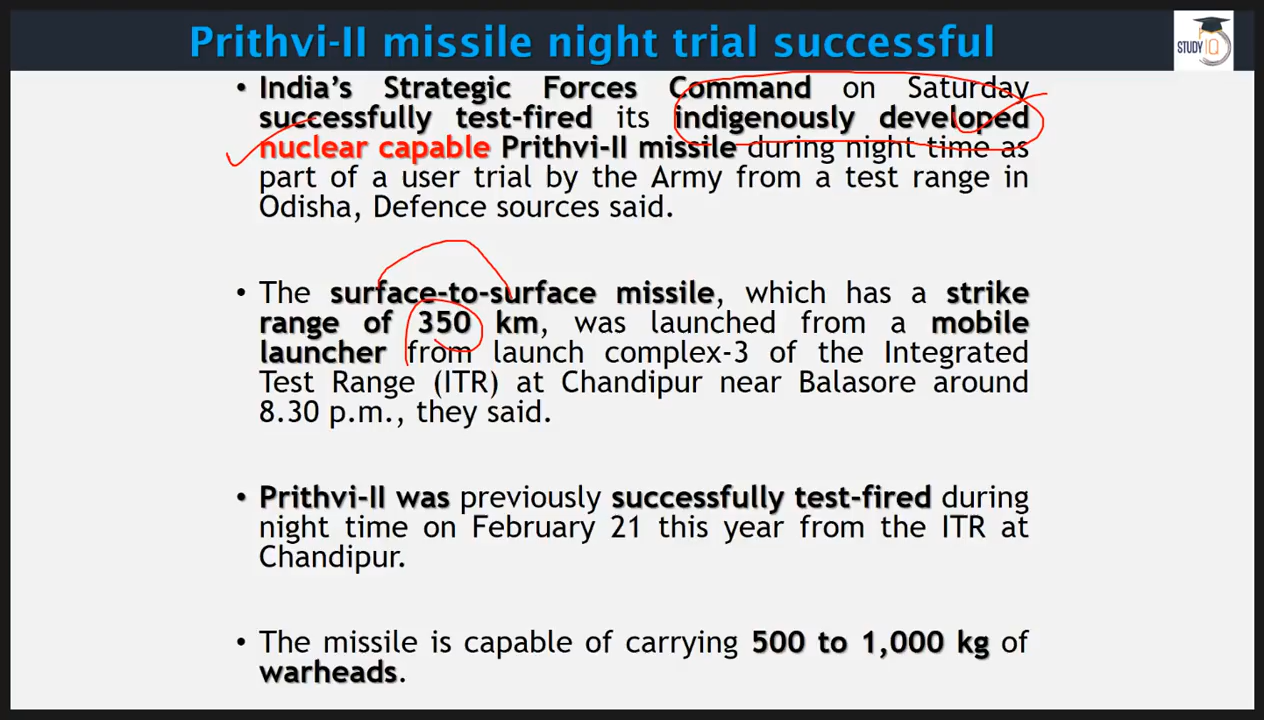 Prithvi-II missile night trial successful
STUDY IQ
• India's Strategic Forces Command on Saturday
successfully test-fired its indigenously developed
nuclear capable Prithvi-II missile during night time as
part of a user trial by the Army from a test range in
Odisha, Defence sources said.
• The surface-to-surface missile, which has a strike
range of 350 km, was launched from a mobile
launcher from launch complex-3 of the Integrated
Test Range (ITR) at Chandipur near Balasore around
8.30 p.m., they said.
• Prithvi-II was previously successfully test-fired during
night time on February 21 this year from the ITR at
Chandipur.
• The missile is capable of carrying 500 to 1,000 kg of
warheads.